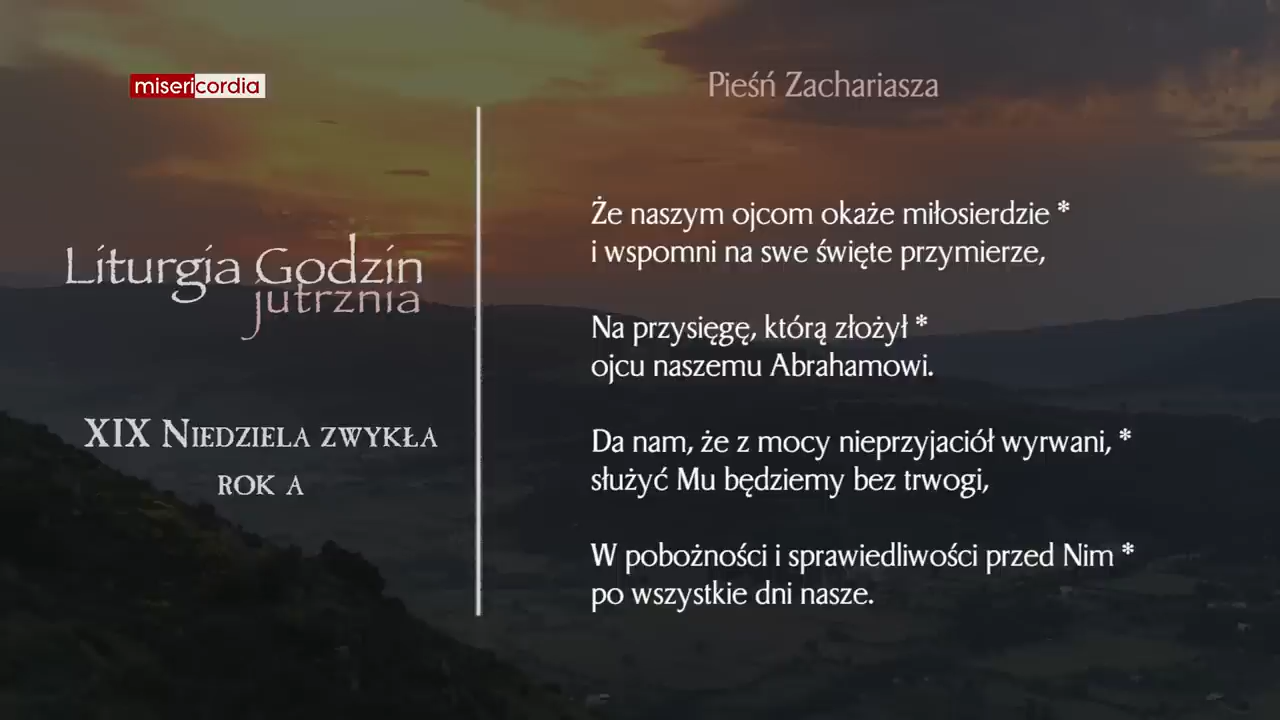 misericordia
Liturgia Godzin
jutrznia
XIX Niedziela zwykła
rok A
Pieśń Zachariasza
Że naszym ojcom okaże miłosierdzie *
i wspomni na swe święte przymierze,
Na przysięgę, którą złożył *
ojcu naszemu Abrahamowi.
Da nam, że z mocy nieprzyjaciół wyrwani, *
służyć Mu będziemy bez trwogi,
W pobożności i sprawiedliwości przed Nim *
po wszystkie dni nasze.